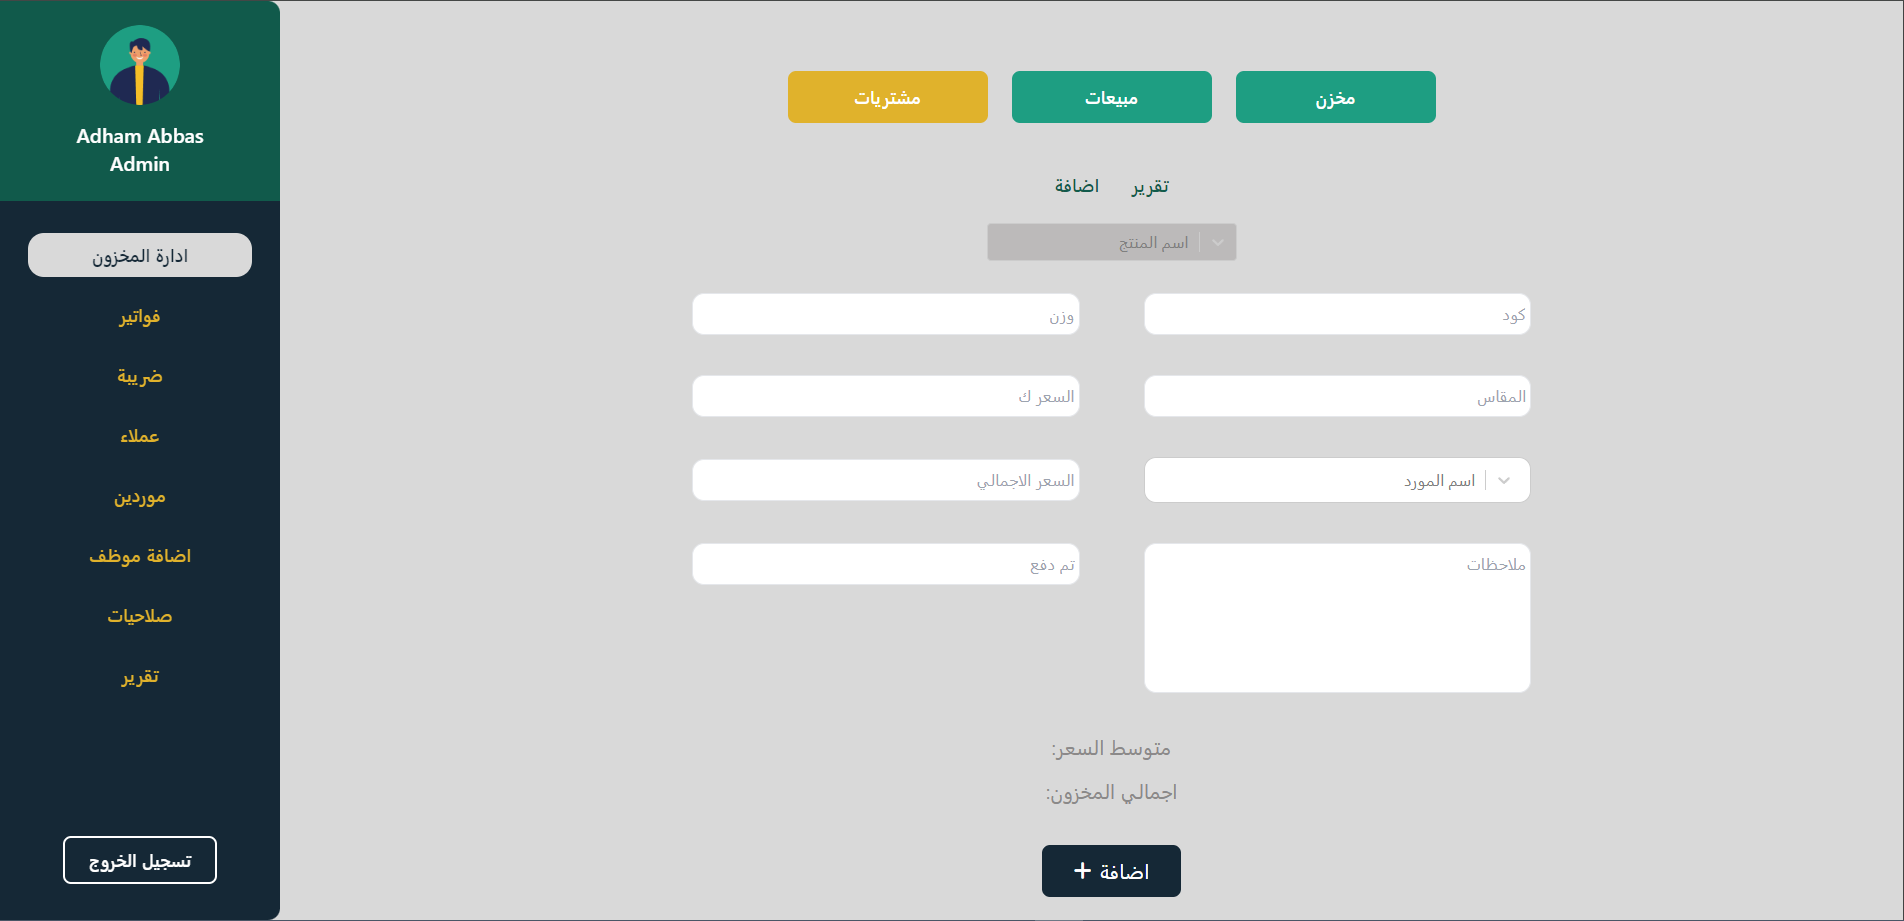 Adham Abbas
Admin
ادارة المخزون
فواتير
ضريبة
عملاء
موردين
اضافة موظف
صلاحيات
تقرير
تسجيل الخروج
مخزن مبيعات مشتريات
تقرير اضافة
اسم المنتج
كود وزن
المقاس السعر ك
اسم المورد السعر الاجمالي
ملاحظات تم دفع
متوسط السعر:
اجمالي المخزون:
اضافة +